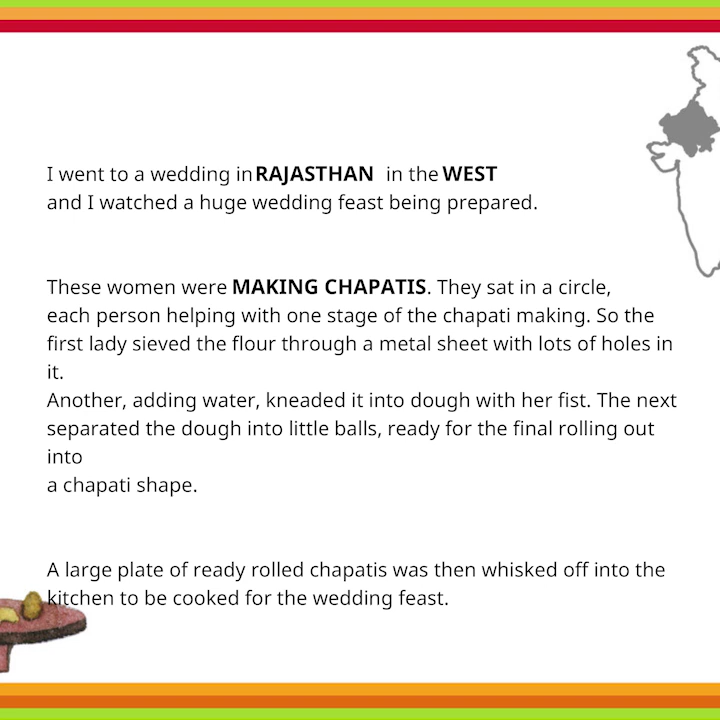 I went to a wedding in RAJASTHAN in the WEST
and I watched a huge wedding feast being prepared.
These women were MAKING CHAPATIS. They sat in a circle,
each person helping with one stage of the chapati making. So the
first lady sieved the flour through a metal sheet with lots of holes in
it.
Another, adding water, kneaded it into dough with her fist. The next
separated the dough into little balls, ready for the final rolling out
into
a chapati shape.
A large plate of ready rolled chapatis was then whisked off into the
kitchen to be cooked for the wedding feast.